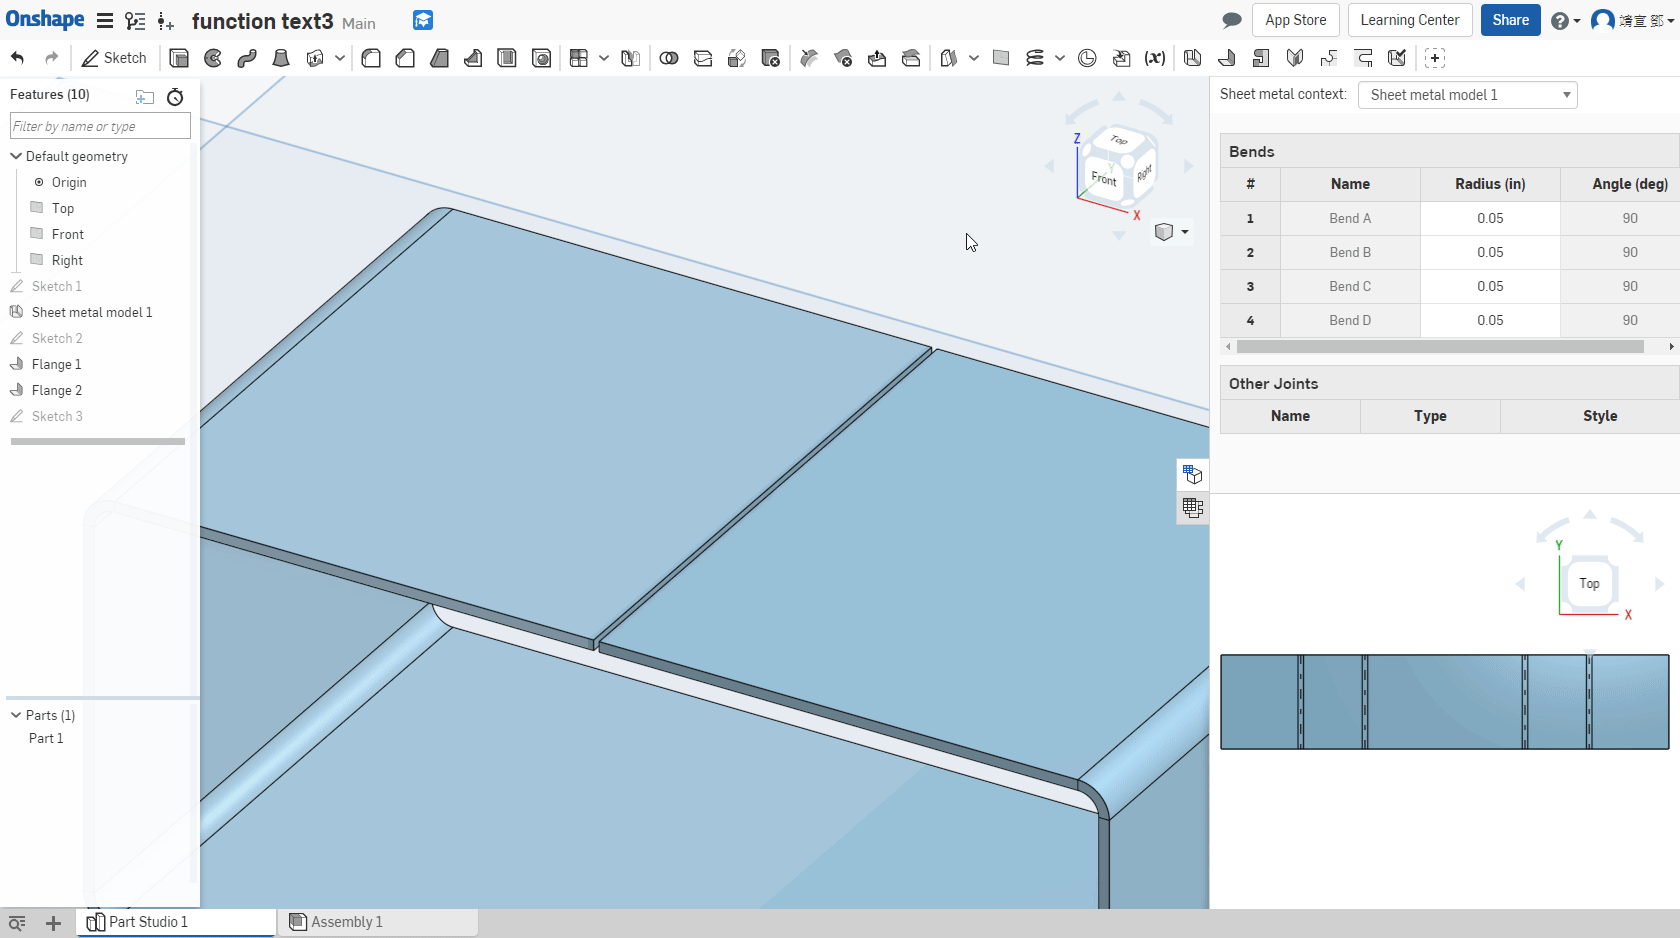 Onshape function text3 Main App Store Learning Center Share ? 靖宣 鄧
Sketch (x)
Features (10)
Filter by name or type
Default geometry
Origin
Top
Front
Right
Sketch 1
Sheet metal model 1
Sketch 2
Flange 1
Flange 2
Sketch 3
Parts (1)
Part 1
Z
Top
Y
Front
Right
X
Sheet metal context: Sheet metal model 1
Bends
# Name Radius (in) Angle (deg)
1 Bend A 0.05 90
2 Bend B 0.05 90
3 Bend C 0.05 90
4 Bend D 0.05 90
Other Joints
Name Type Style
Y
Top
X
Part Studio 1 Assembly 1